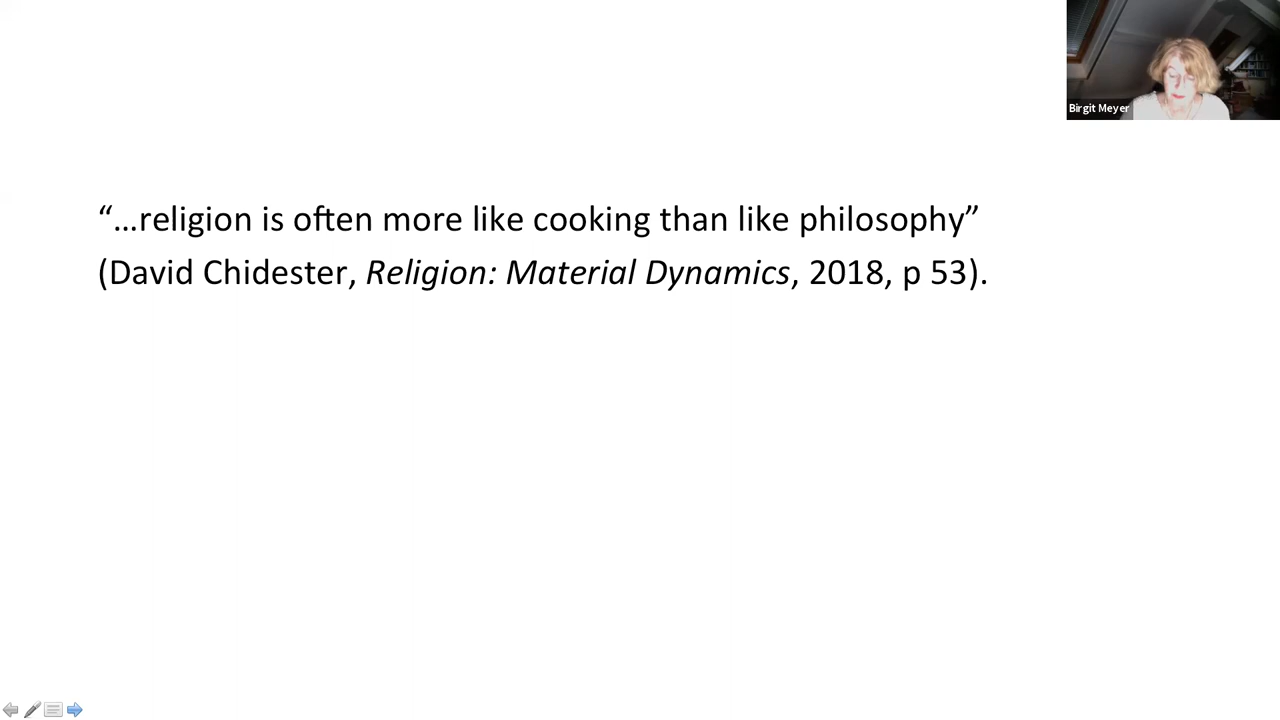 Birgit Meyer
“…religion is often more like cooking than like philosophy”
(David Chidester, Religion: Material Dynamics, 2018, p 53).